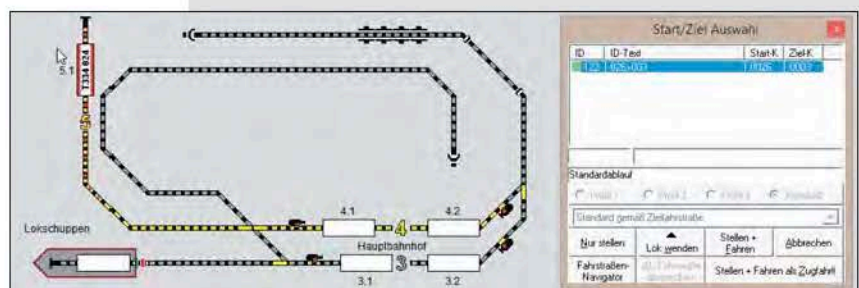 T334 024
5.1
5
4.1
4
4.2
Lokschuppen
Hauptbahnhof
3
3.1
3.2
Start/Ziel Auswahl
ID ID-Text Start-K. Ziel-K.
Standardablauf
Standard gemäß Zielfahrstraße
Nur stellen
Lok wenden
Stellen + Fahren
Abbrechen
Fahrstraßen-Navigator
Stellen + Fahren als Zugfahrt